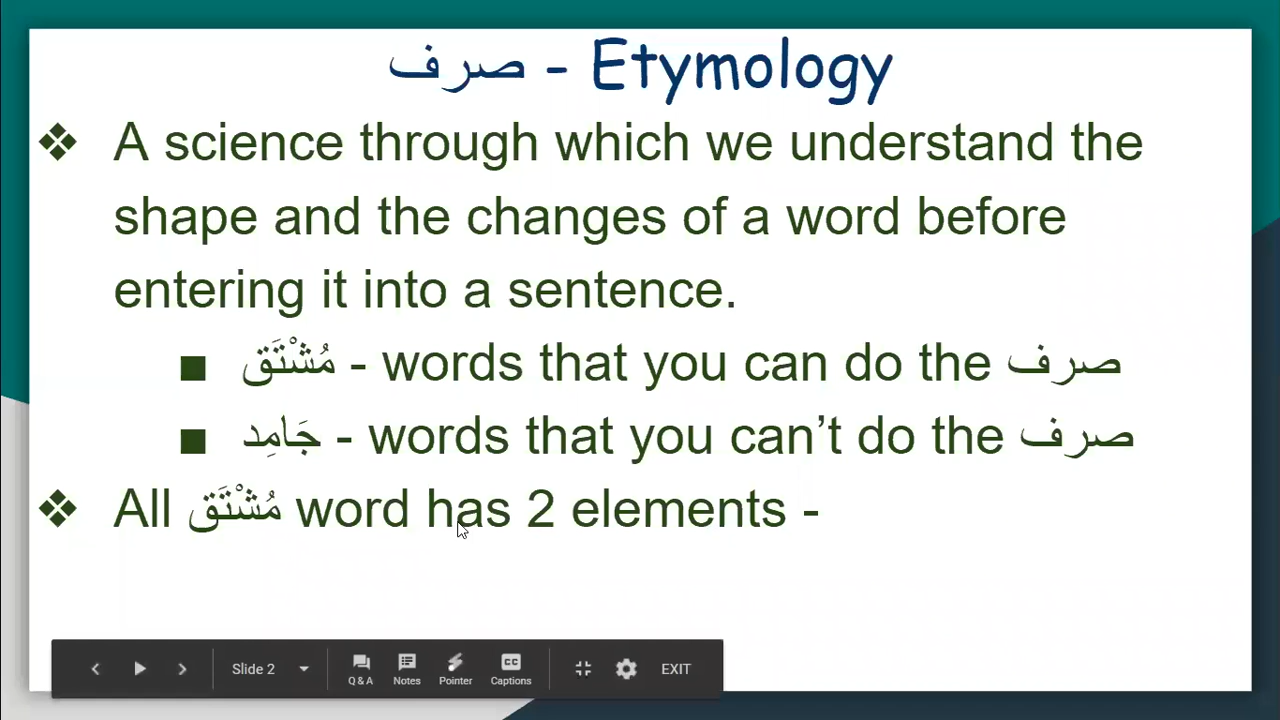 صرف - Etymology
❖ A science through which we understand the
shape and the changes of a word before
entering it into a sentence.
■ مُشْتَق - words that you can do the صرف
■ جَامِد - words that you can’t do the صرف
❖ All مُشْتَق word has 2 elements -
Slide 2
Q & A
Notes
Pointer
CC
Captions
EXIT